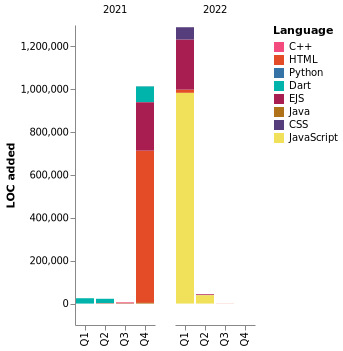 2021 2022
Language
C++
HTML
Python
Dart
EJS
Java
CSS
JavaScript
LOC added
1,200,000
1,000,000
800,000
600,000
400,000
200,000
0
Q1 Q2 Q3 Q4 Q1 Q2 Q3 Q4